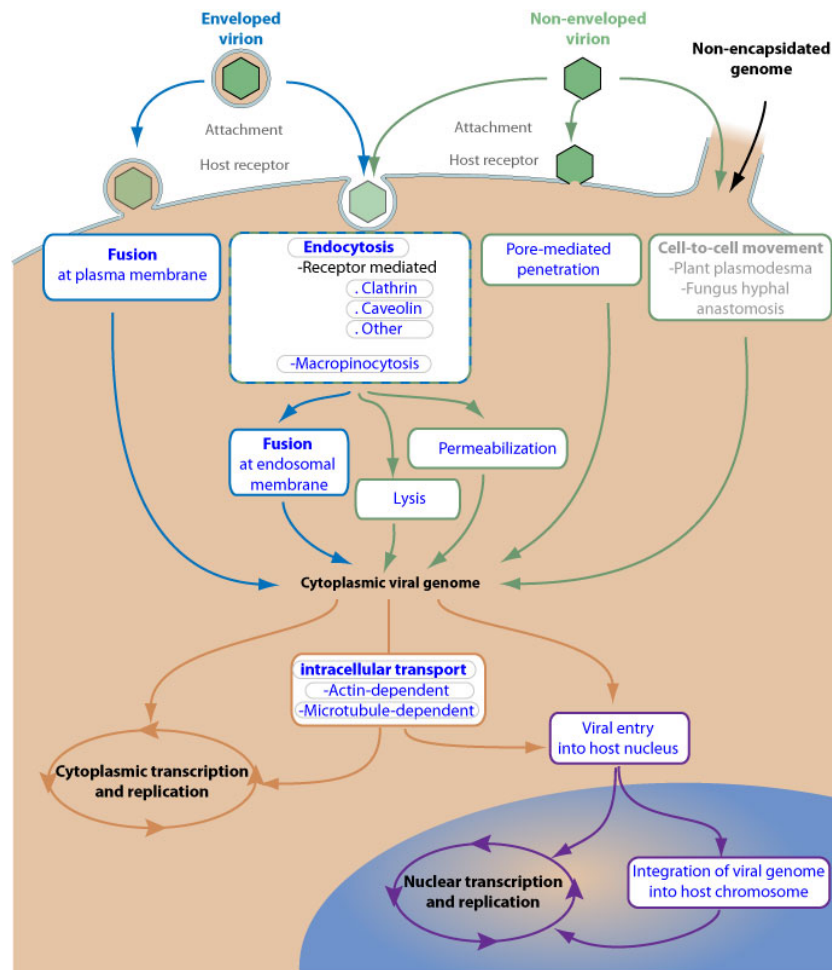 Enveloped
virion
Non-enveloped
virion
Non-encapsidated
genome
Attachment
Host receptor
Attachment
Host receptor
Fusion
at plasma membrane
Endocytosis
-Receptor mediated
. Clathrin
. Caveolin
. Other
-Macropinocytosis
Pore-mediated
penetration
Cell-to-cell movement
-Plant plasmodesma
-Fungus hyphal
anastomosis
Fusion
at endosomal
membrane
Lysis
Permeabilization
Cytoplasmic viral genome
intracellular transport
-Actin-dependent
-Microtubule-dependent
Viral entry
into host nucleus
Cytoplasmic transcription
and replication
Nuclear transcription
and replication
Integration of viral genome
into host chromosome